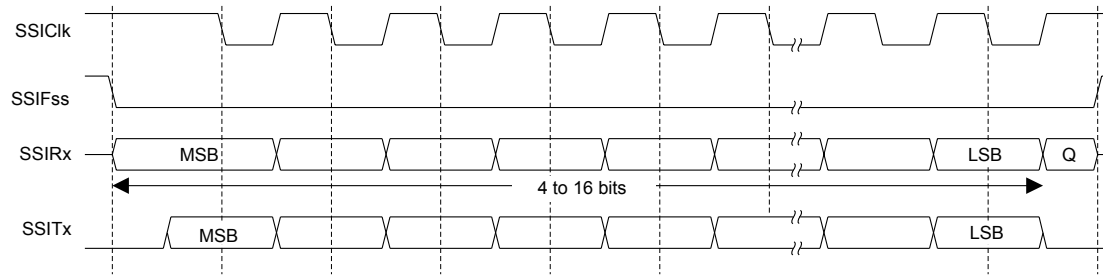 SSIClk
SSIFss
SSIRx MSB LSB Q
4 to 16 bits
SSITx MSB LSB